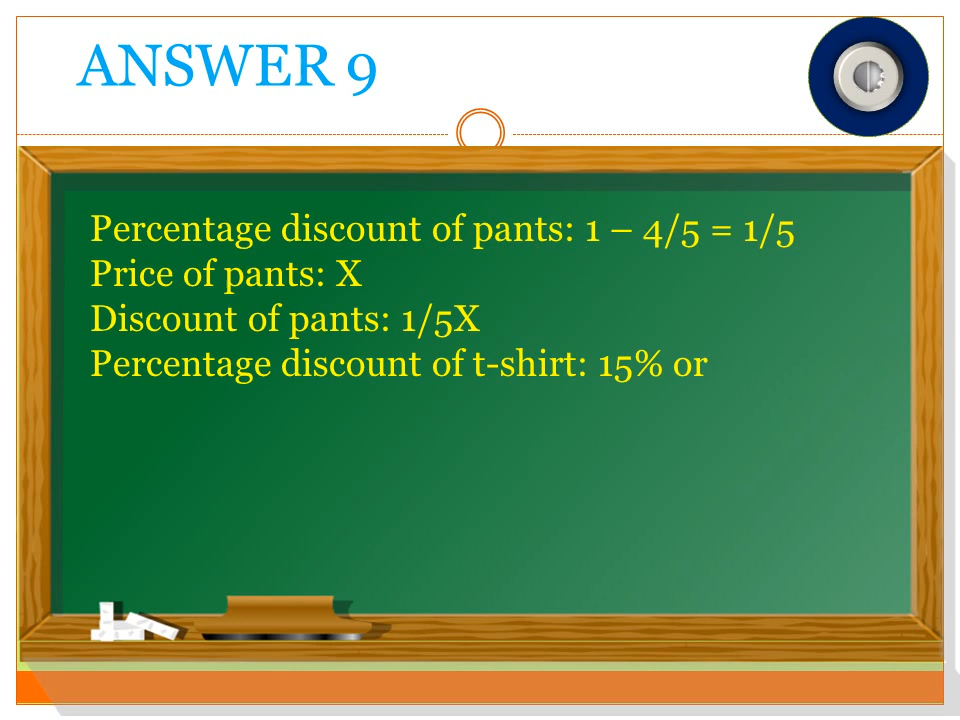 ANSWER 9
Percentage discount of pants: 1 – 4/5 = 1/5
Price of pants: X
Discount of pants: 1/5X
Percentage discount of t-shirt: 15% or